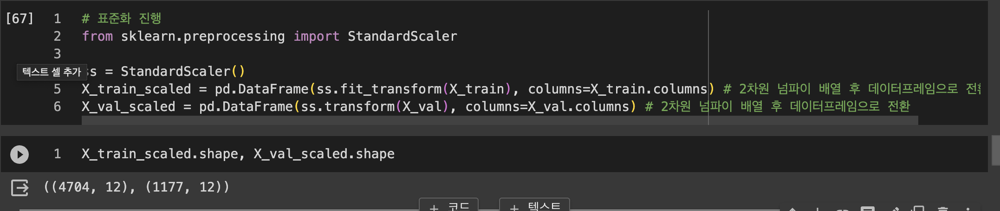 [67] 1 # 표준화 진행
2 from sklearn.preprocessing import StandardScaler
3
텍스트 셀 추가 ss = StandardScaler()
5 X_train_scaled = pd.DataFrame(ss.fit_transform(X_train), columns=X_train.columns) # 2차원 넘파이 배열 후 데이터프레임으로
6 X_val_scaled = pd.DataFrame(ss.transform(X_val), columns=X_val.columns) # 2차원 넘파이 배열 후 데이터프레임으로 전환
1 X_train_scaled.shape, X_val_scaled.shape
((4704, 12), (1177, 12))
+ 코드 + 텍스트